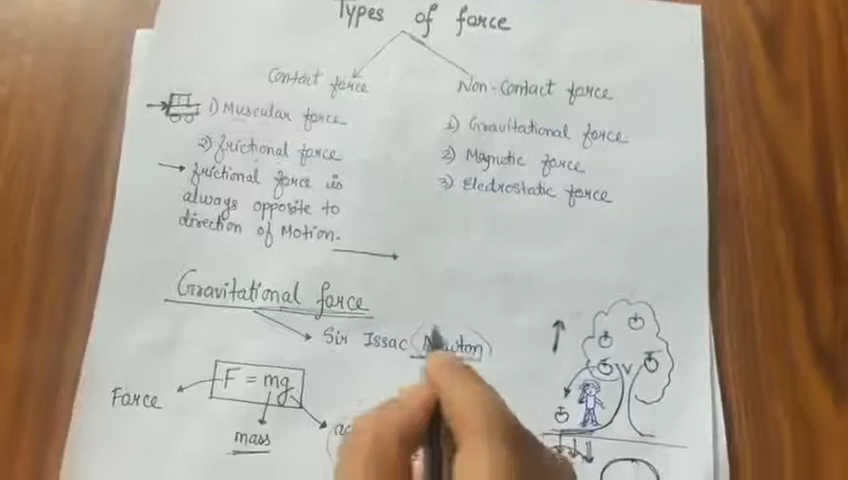 Types of force
Contact force
1) Muscular force
2) frictional force
→ frictional force is
always opposite to
direction of Motion.
Non-Contact force
1) Gravitational force
2) Magnetic force
3) Electrostatic force
Gravitational force
Sir Issac Newton
F = mg
Force
mass